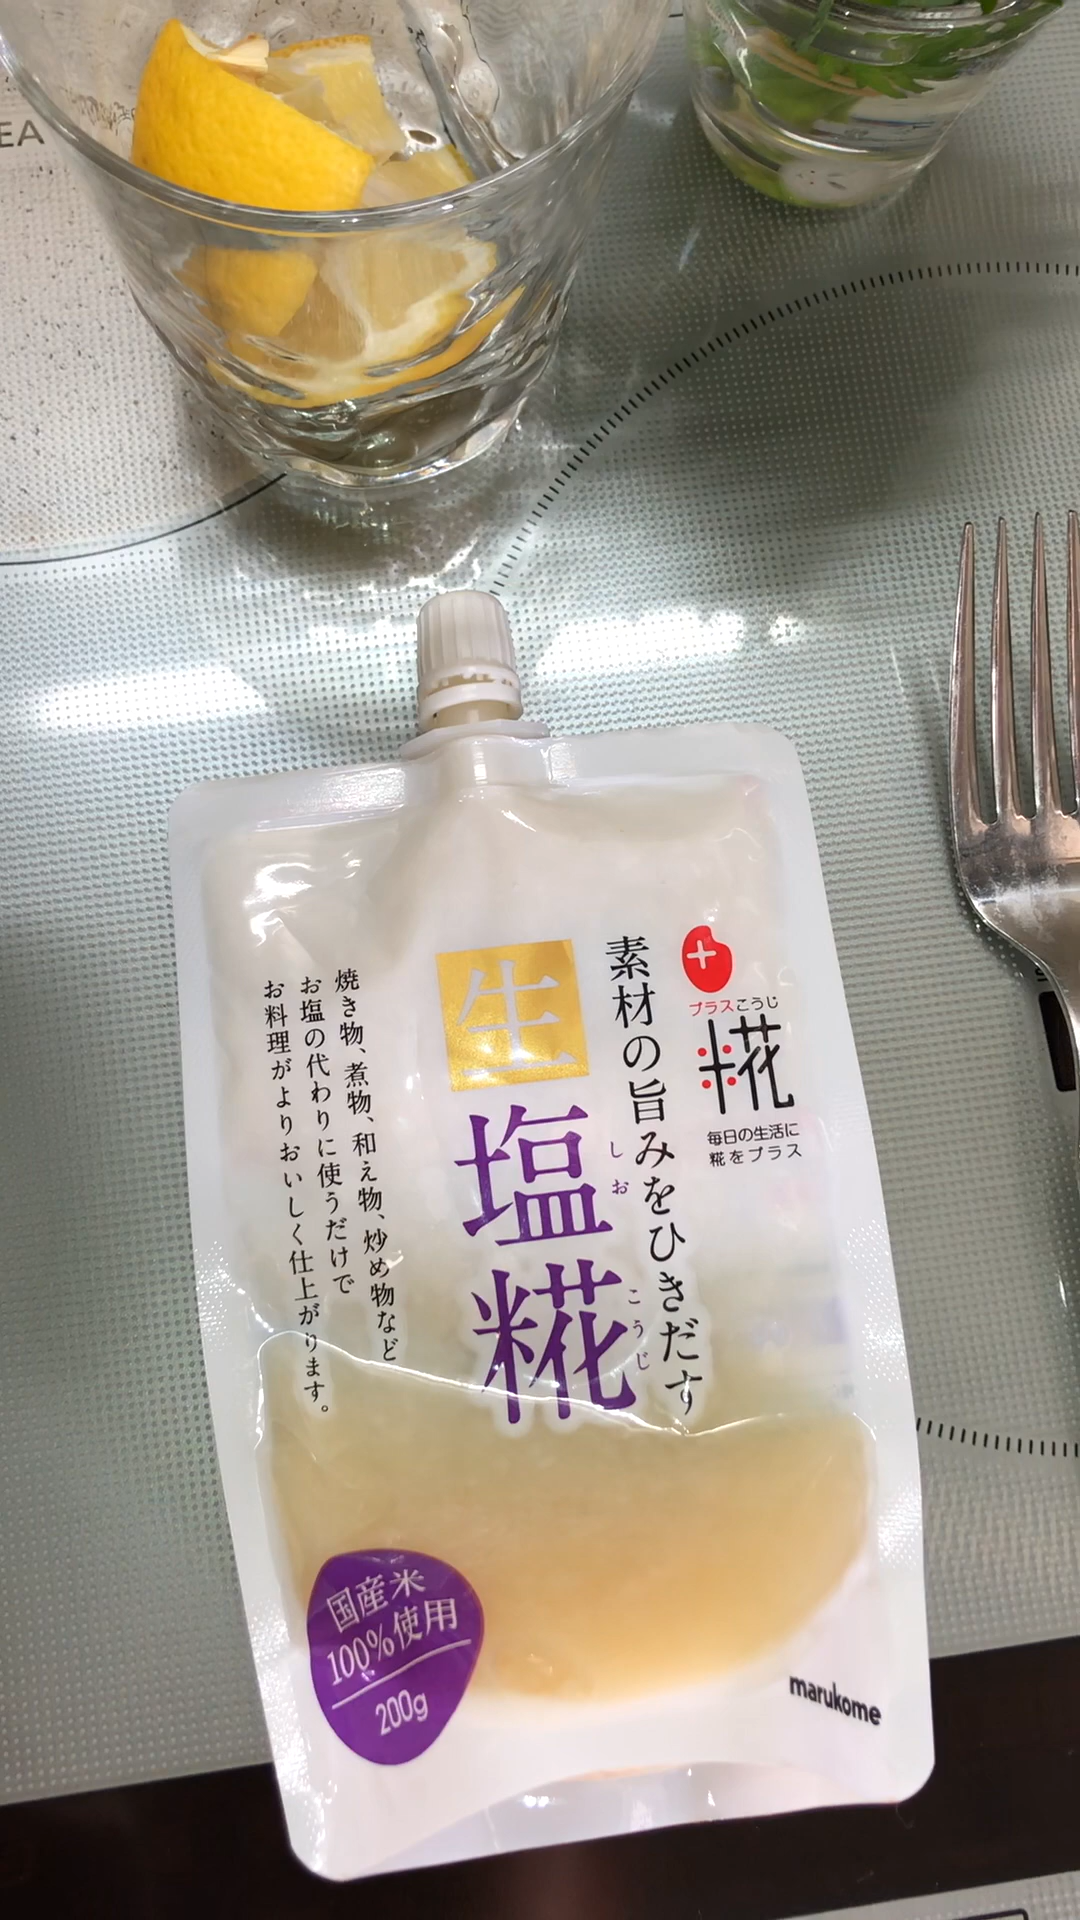 EA
プラスこうじ
糀
毎日の生活に
糀をプラス
素材の旨みをひきだす
生
塩糀
しお
こうじ
焼き物、煮物、和え物、炒め物など
お塩の代わりに使うだけで
お料理がよりおいしく仕上がります。
国産米
100%使用
200g
marukome